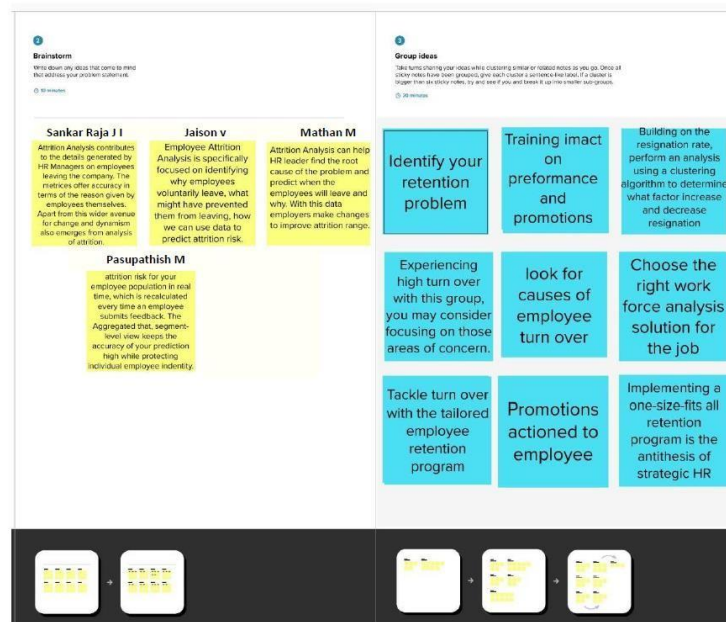 2
Brainstorm
Write down any ideas that come to mind
that address your problem statement.
10 minutes
Sankar Raja J I
Attrition Analysis contributes
to the details generated by
HR Managers on employees
leaving the company. The
metrices offer accuracy in
terms of the reason given by
employees themselves.
Apart from this wider avenue
for change and dynamism
also emerges from analysis
of attrition.
Jaison v
Employee Attrition
Analysis is specifically
focused on identifying
why employees
voluntarily leave, what
might have prevented
them from leaving, how
we can use data to
predict attrition risk.
Mathan M
Attrition Analysis can help
HR leader find the root
cause of the problem and
predict when the
employees will leave and
why. With this data
employers make changes
to improve attrition range.
Pasupathish M
attrition risk for your
employee population in real
time, which is recalculated
every time an employee
submits feedback. The
Aggregated that, segment-
level view keeps the
accuracy of your prediction
high while protecting
individual employee indentity.
3
Group ideas
Take turns sharing your ideas while clustering similar or related notes as you go. Once all
sticky notes have been grouped, give each cluster a sentence-like label. If a cluster is
bigger than six sticky notes, try and see if you and break it up into smaller sub-groups.
20 minutes
Identify your
retention
problem
Training imact
on
preformance
and
promotions
Building on the
resignation rate,
perform an analysis
using a clustering
algorithm to determine
what factor increase
and decrease
resignation
Experiencing
high turn over
with this group,
you may consider
focusing on those
areas of concern.
look for
causes of
employee
turn over
Choose the
right work
force analysis
solution for
the job
Tackle turn over
with the tailored
employee
retention
program
Promotions
actioned to
employee
Implementing a
one-size-fits all
retention
program is the
antithesis of
strategic HR